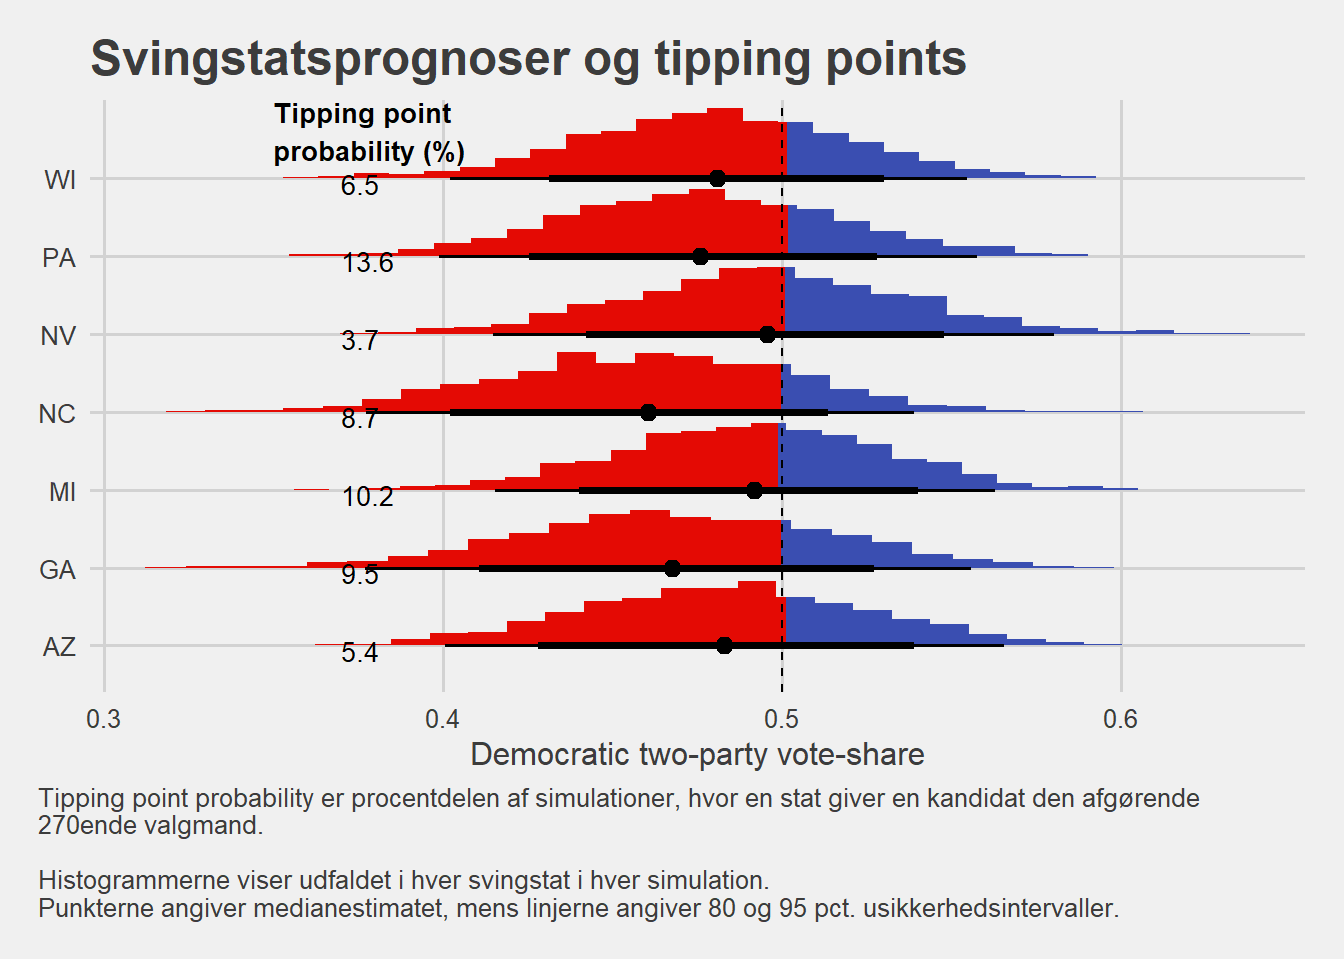 Svingstatsprognoser og tipping points
Tipping point
probability (%)
WI
6.5
PA
13.6
NV
3.7
NC
8.7
MI
10.2
GA
9.5
AZ
5.4
0.3 0.4 0.5 0.6
Democratic two-party vote-share
Tipping point probability er procentdelen af simulationer, hvor en stat giver en kandidat den afgørende
270ende valgmand.
Histogrammerne viser udfaldet i hver svingstat i hver simulation.
Punkterne angiver medianestimatet, mens linjerne angiver 80 og 95 pct. usikkerhedsintervaller.